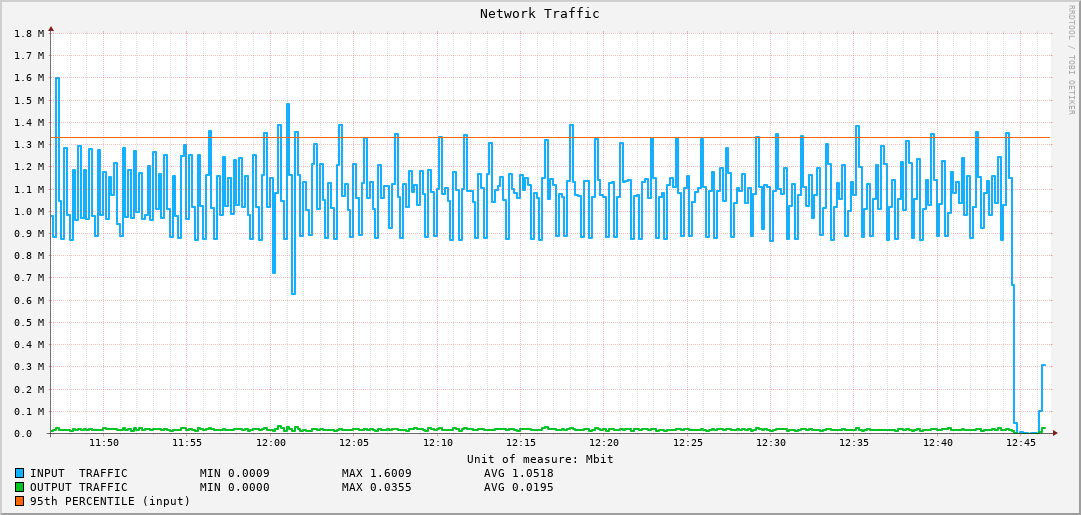 Network Traffic
RRDTOOL / TOBI OETIKER
1.8 M
1.7 M
1.6 M
1.5 M
1.4 M
1.3 M
1.2 M
1.1 M
1.0 M
0.9 M
0.8 M
0.7 M
0.6 M
0.5 M
0.4 M
0.3 M
0.2 M
0.1 M
0.0
11:50 11:55 12:00 12:05 12:10 12:15 12:20 12:25 12:30 12:35 12:40 12:45
Unit of measure: Mbit
INPUT TRAFFIC MIN 0.0009 MAX 1.6009 AVG 1.0518
OUTPUT TRAFFIC MIN 0.0000 MAX 0.0355 AVG 0.0195
95th PERCENTILE (input)